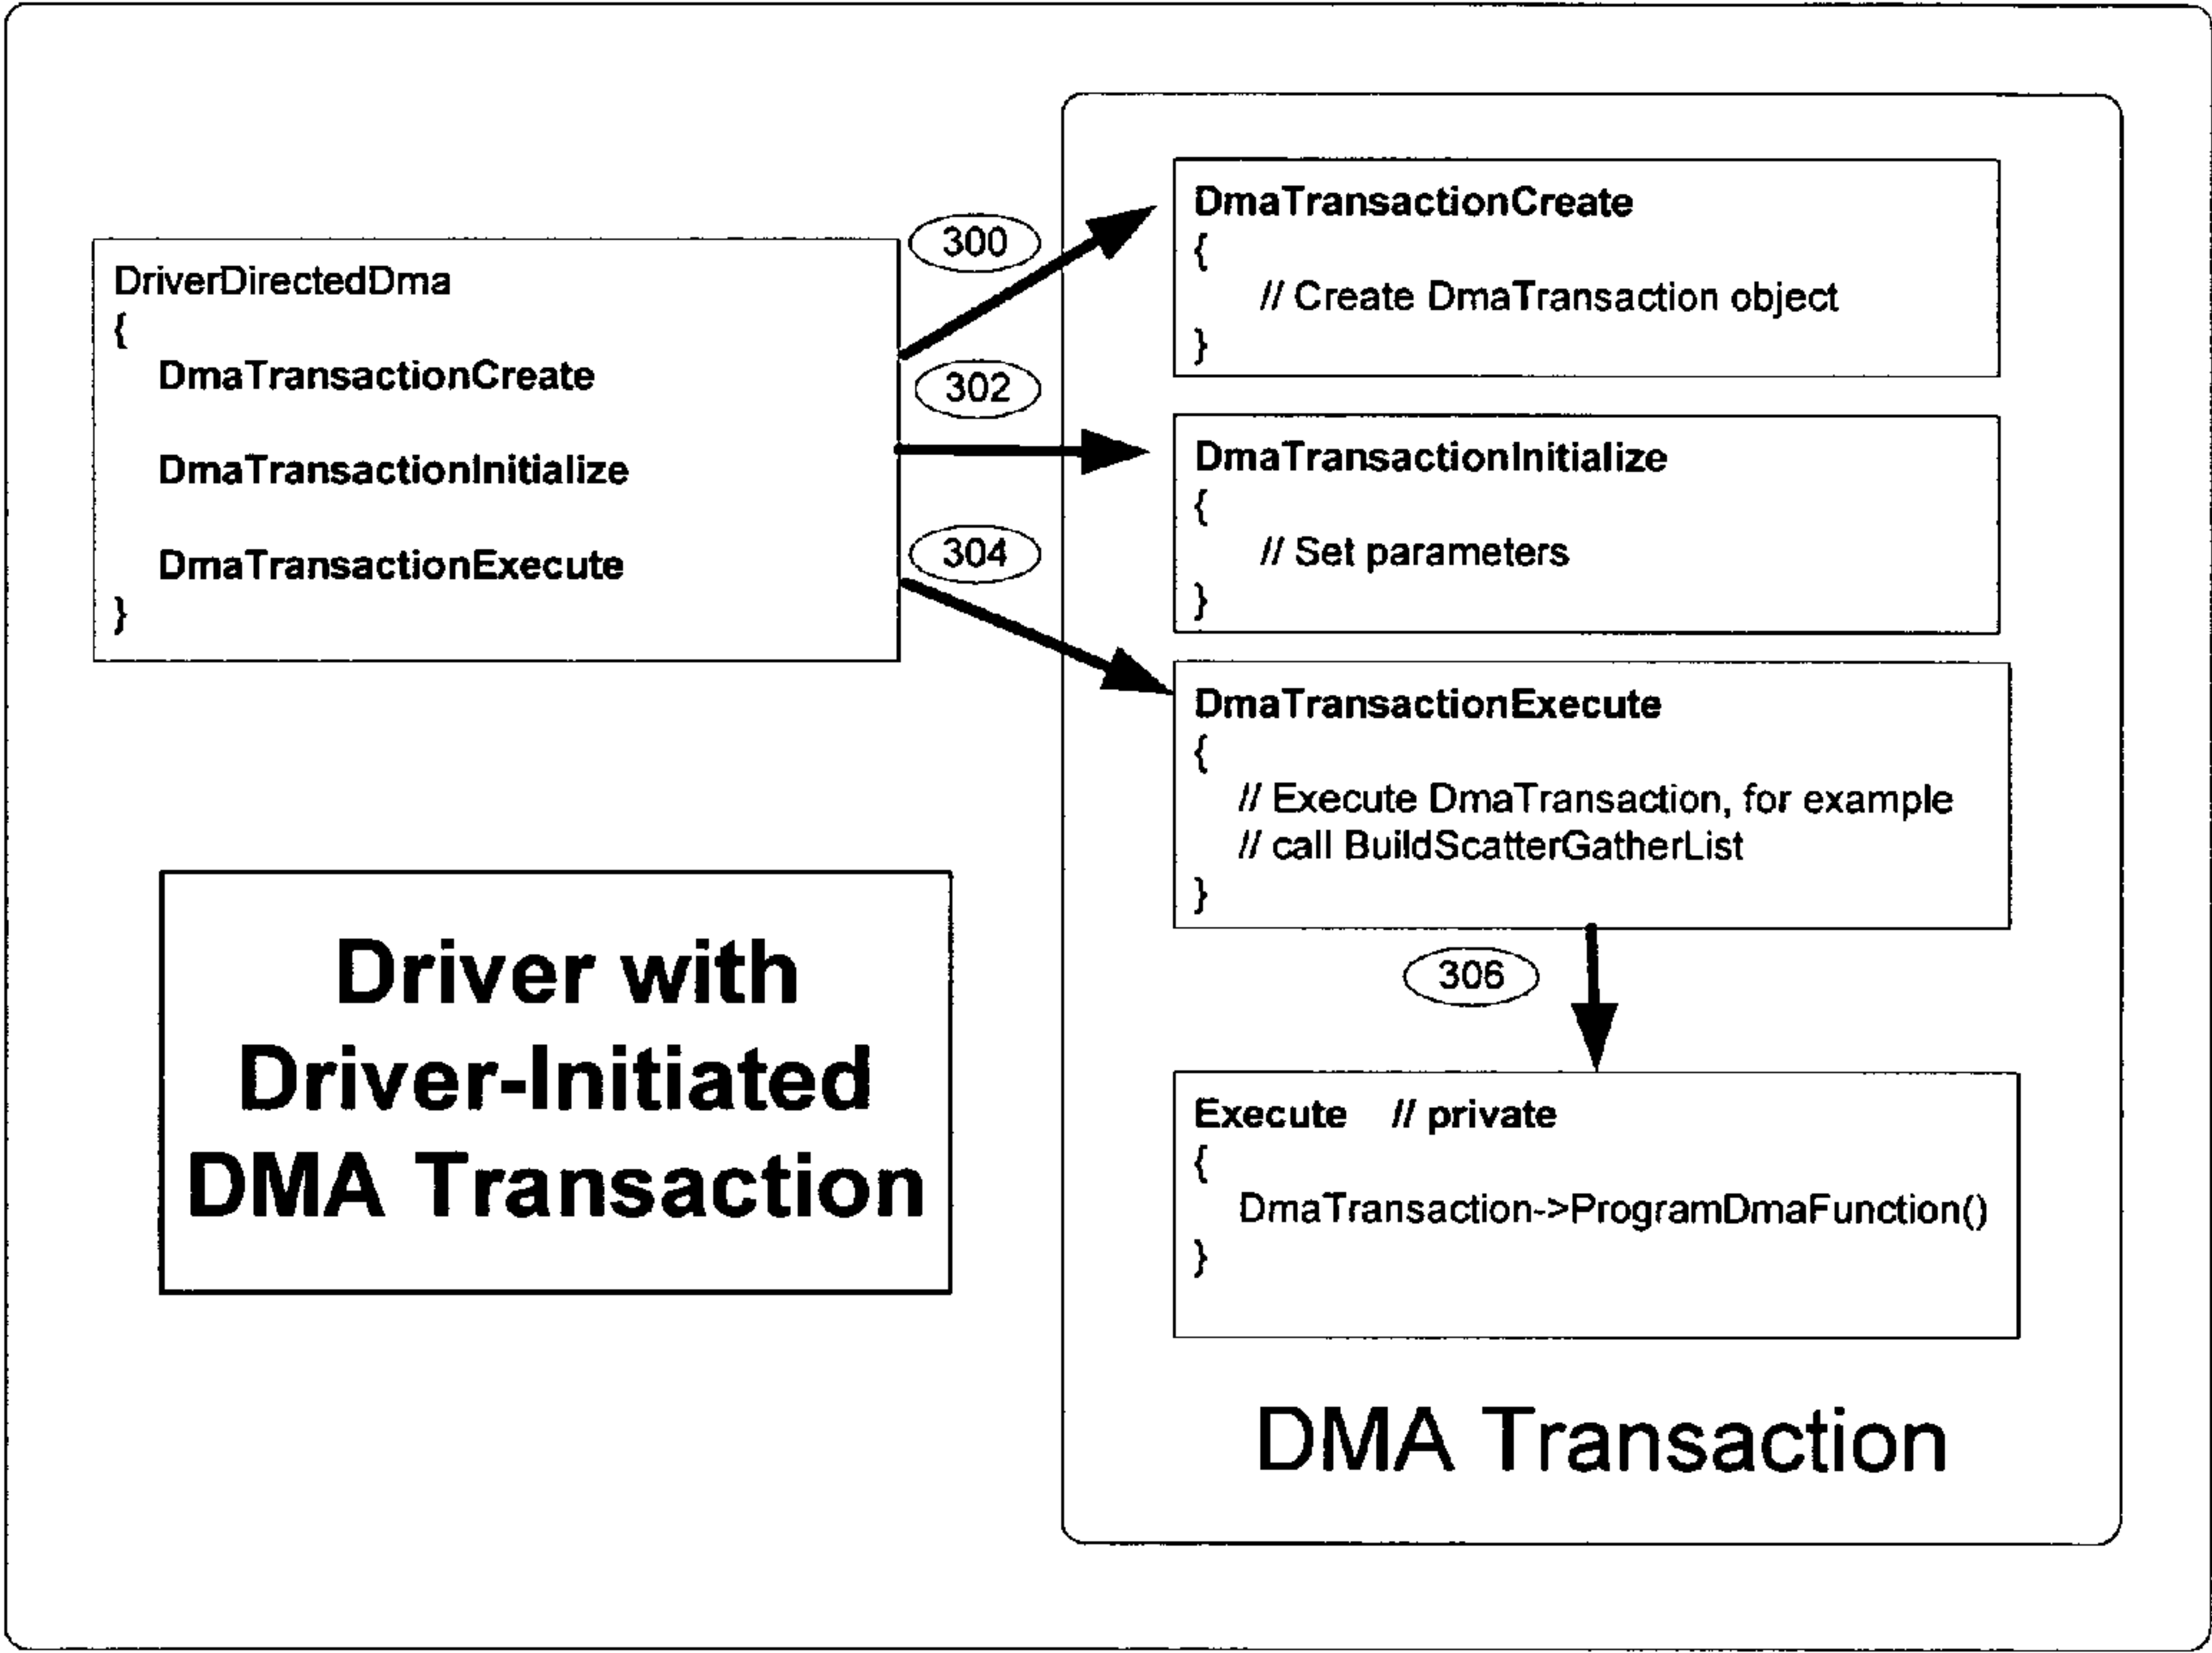 DriverDirectedDma
{
DmaTransactionCreate
DmaTransactionInitialize
DmaTransactionExecute
}
300
302
304
DmaTransactionCreate
{
// Create DmaTransaction object
}
DmaTransactionInitialize
{
// Set parameters
}
DmaTransactionExecute
{
// Execute DmaTransaction, for example
// call BuildScatterGatherList
}
306
Execute // private
{
DmaTransaction->ProgramDmaFunction()
}
DMA Transaction
Driver with
Driver-Initiated
DMA Transaction